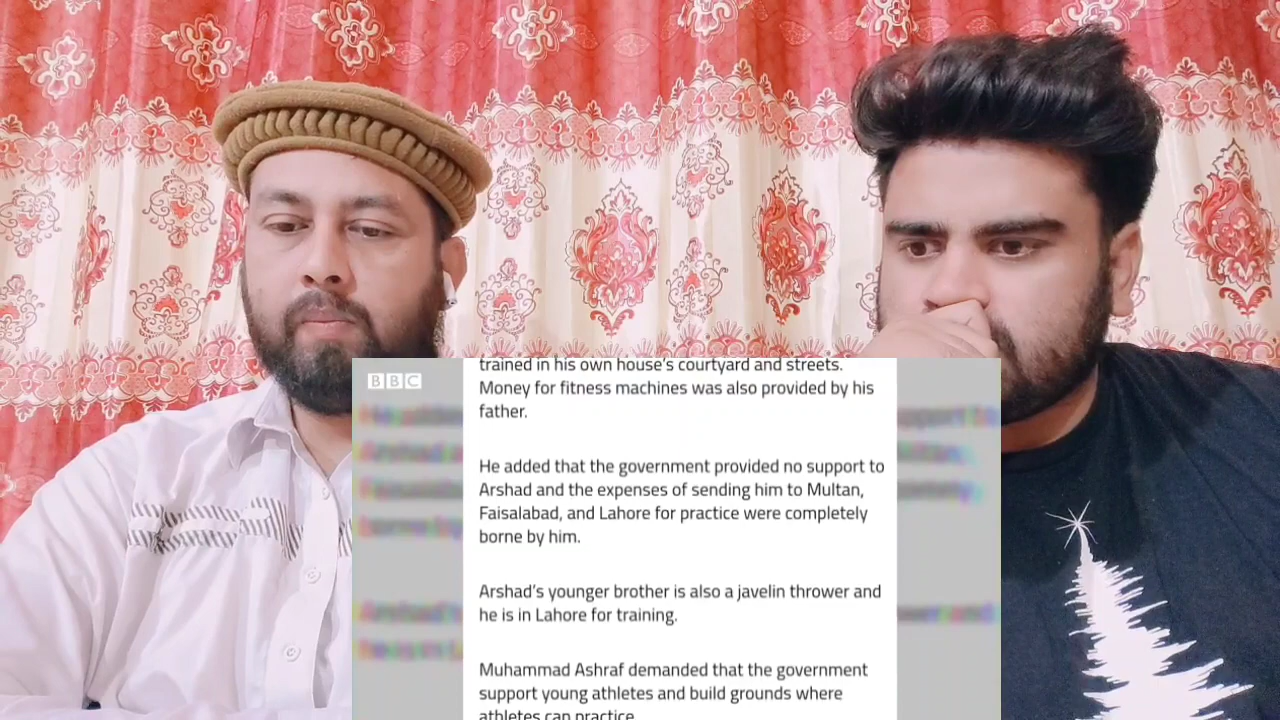 BBC
trained in his own house's courtyard and streets.
Money for fitness machines was also provided by his
father.
He added that the government provided no support to
Arshad and the expenses of sending him to Multan,
Faisalabad, and Lahore for practice were completely
borne by him.
Arshad's younger brother is also a javelin thrower and
he is in Lahore for training.
Muhammad Ashraf demanded that the government
support young athletes and build grounds where
athletes can practice